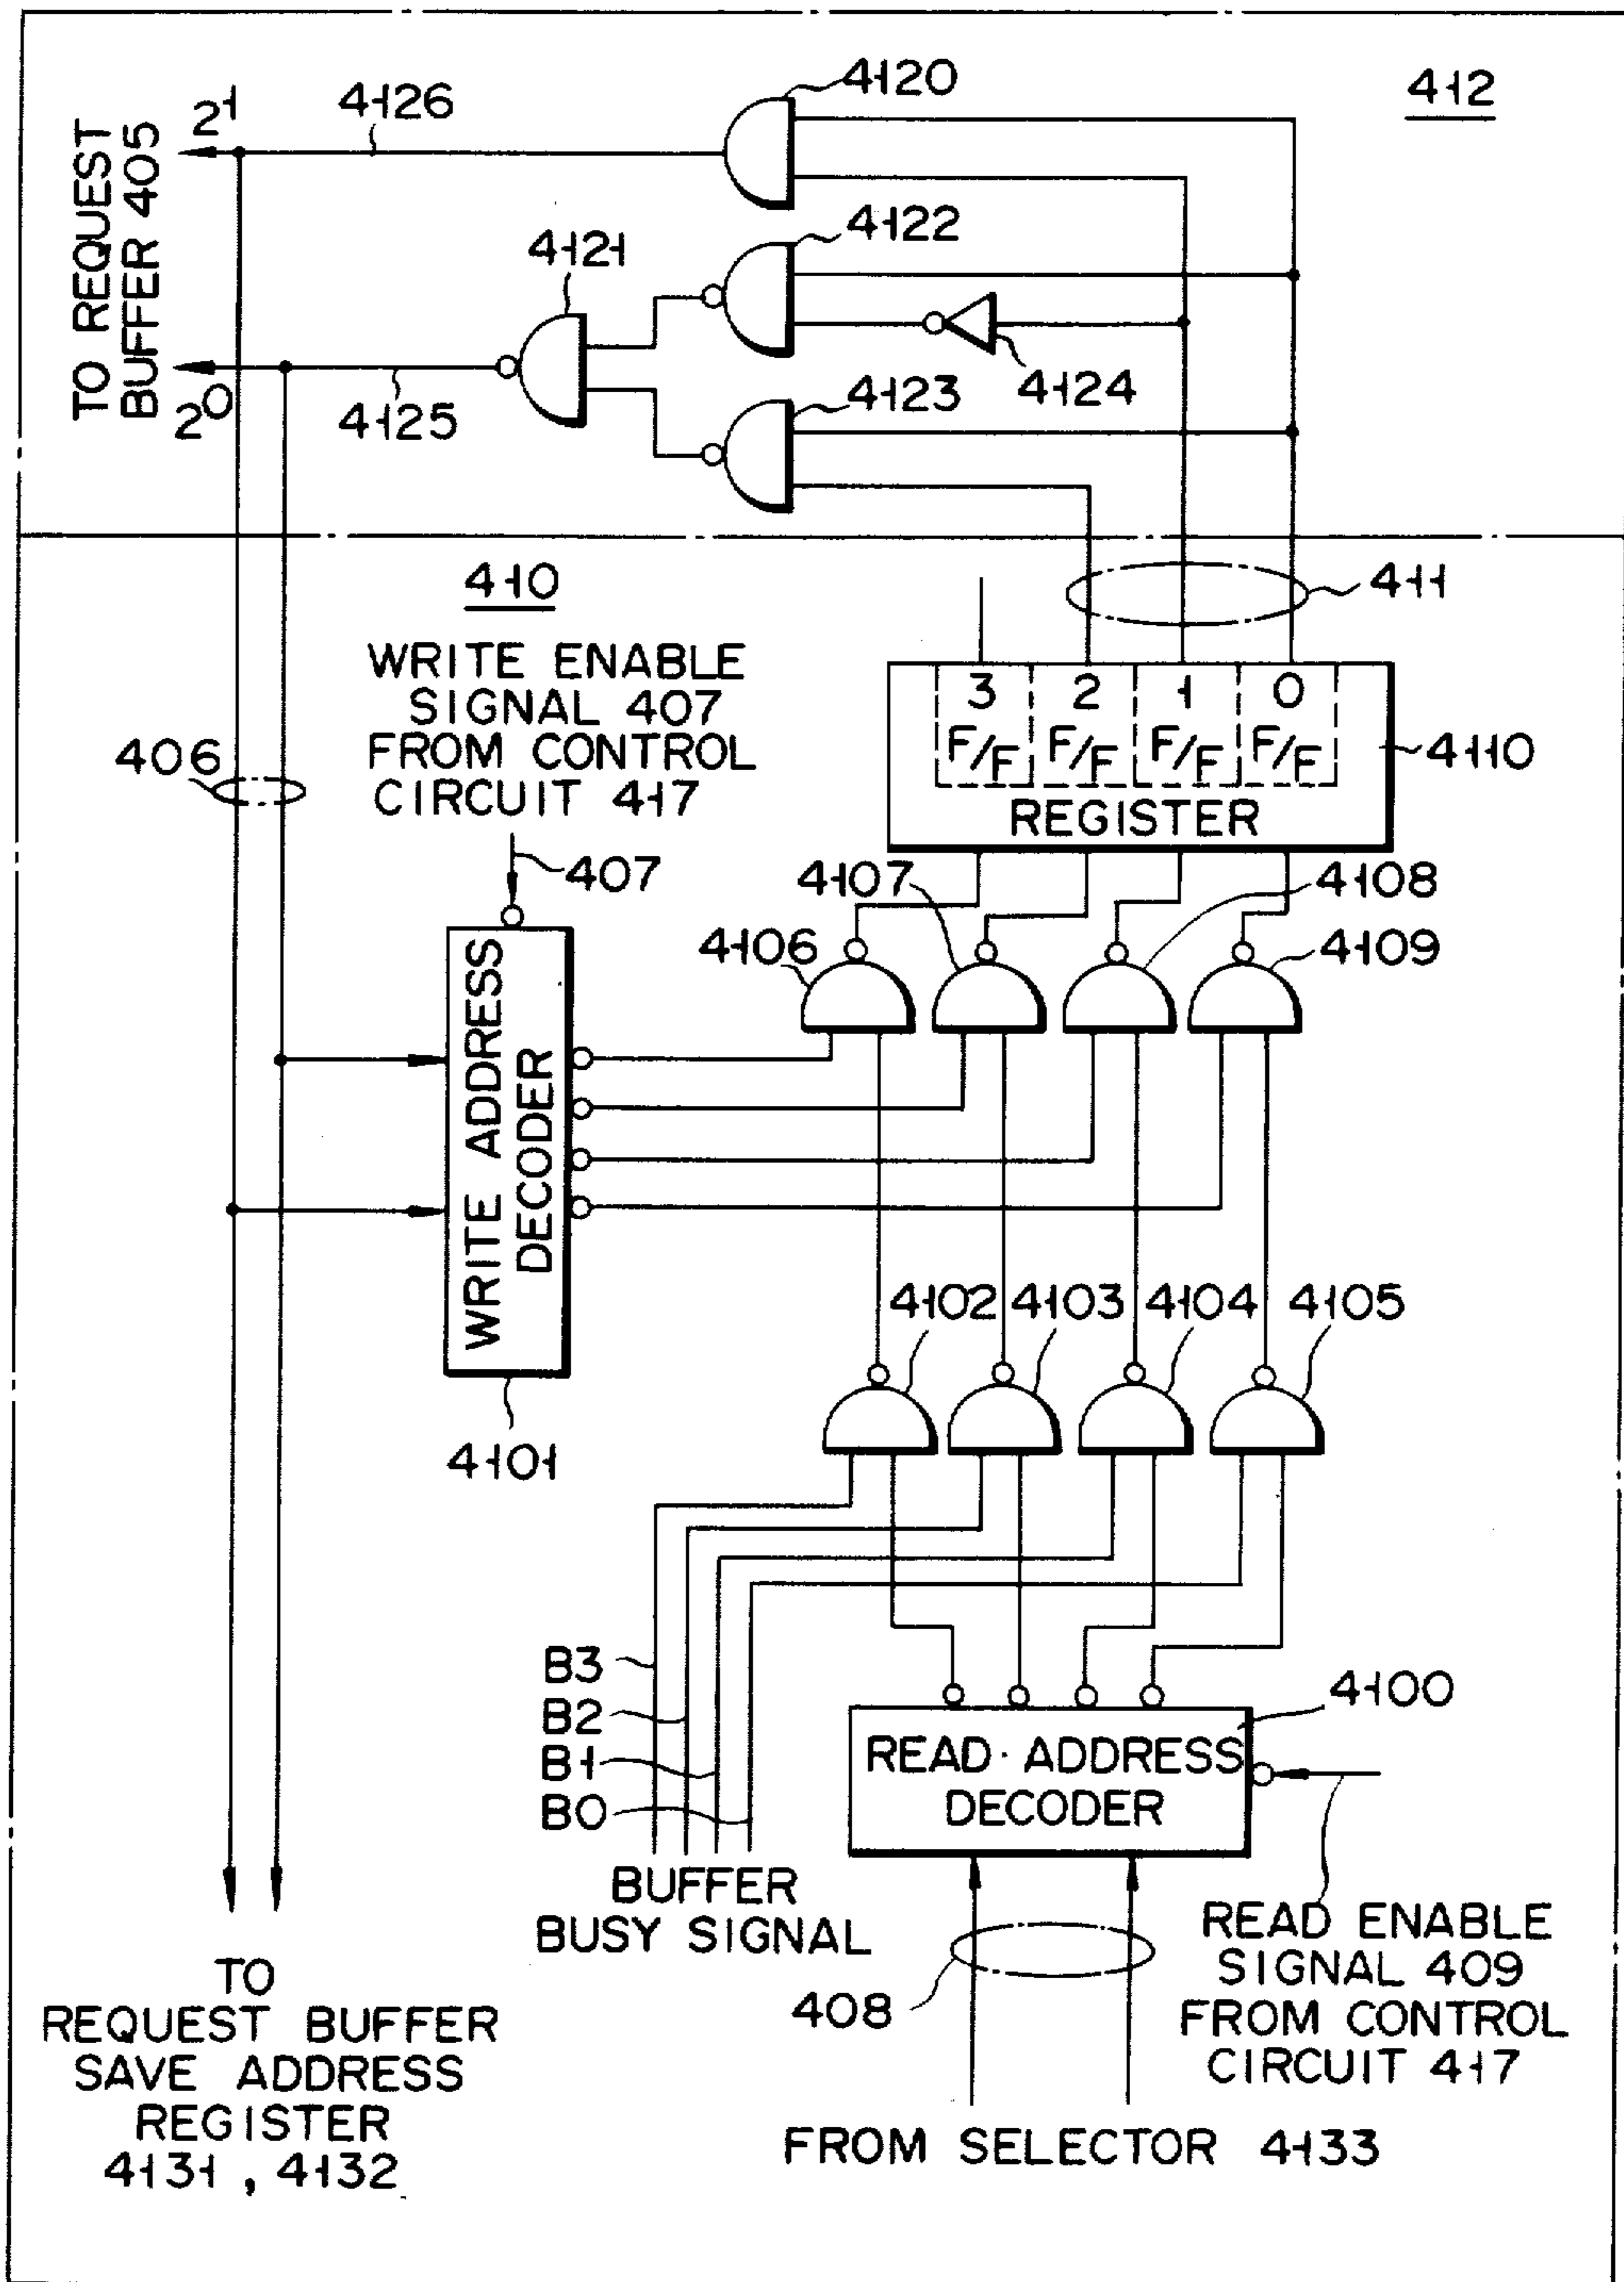 4120
412
2¹
4126
TO REQUEST
BUFFER 405
4122
4121
4124
4123
2⁰
4125
410
411
WRITE ENABLE
SIGNAL 407
FROM CONTROL
CIRCUIT 417
3 2 1 0
F/F F/F F/F F/F
REGISTER
4110
406
407
4107
4108
4106
4109
WRITE ADDRESS
DECODER
4102 4103 4104 4105
4101
B3
B2
B1
B0
BUFFER
BUSY SIGNAL
4100
READ · ADDRESS
DECODER
408
READ ENABLE
SIGNAL 409
FROM CONTROL
CIRCUIT 417
FROM SELECTOR 4133
TO
REQUEST BUFFER
SAVE ADDRESS
REGISTER
4131 , 4132